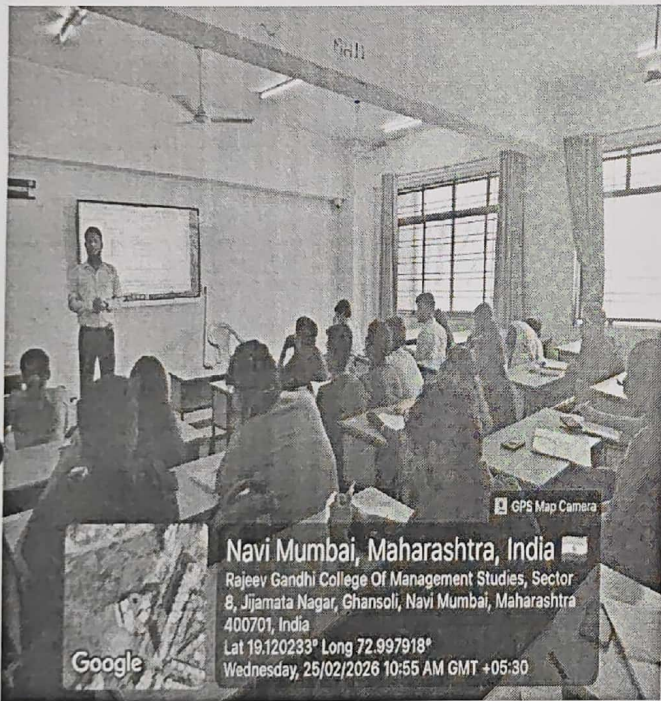 GPS Map Camera
Navi Mumbai, Maharashtra, India
Rajeev Gandhi College Of Management Studies, Sector
8, Jijamata Nagar, Ghansoli, Navi Mumbai, Maharashtra
400701, India
Lat 19.120233° Long 72.997918°
Wednesday, 25/02/2026 10:55 AM GMT +05:30
Google